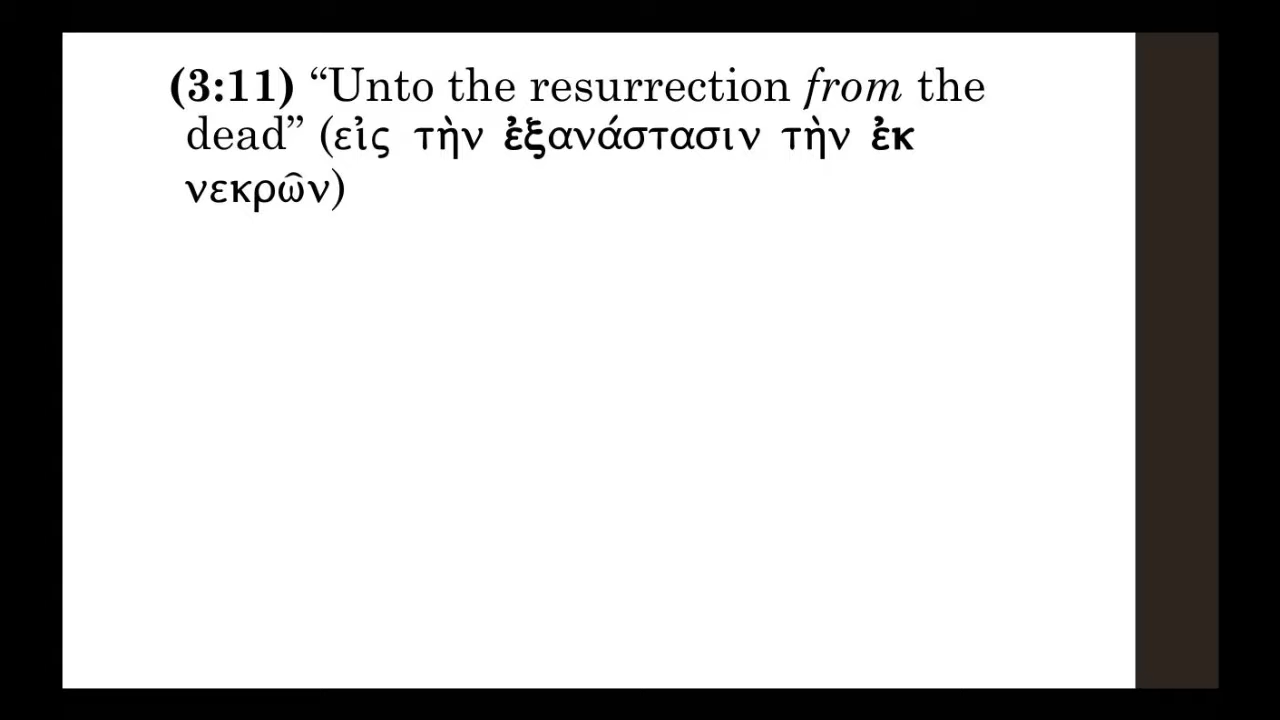 (3:11) “Unto the resurrection from the
dead” (εἰς τὴν ἐξανάστασιν τὴν ἐκ
νεκρῶν)